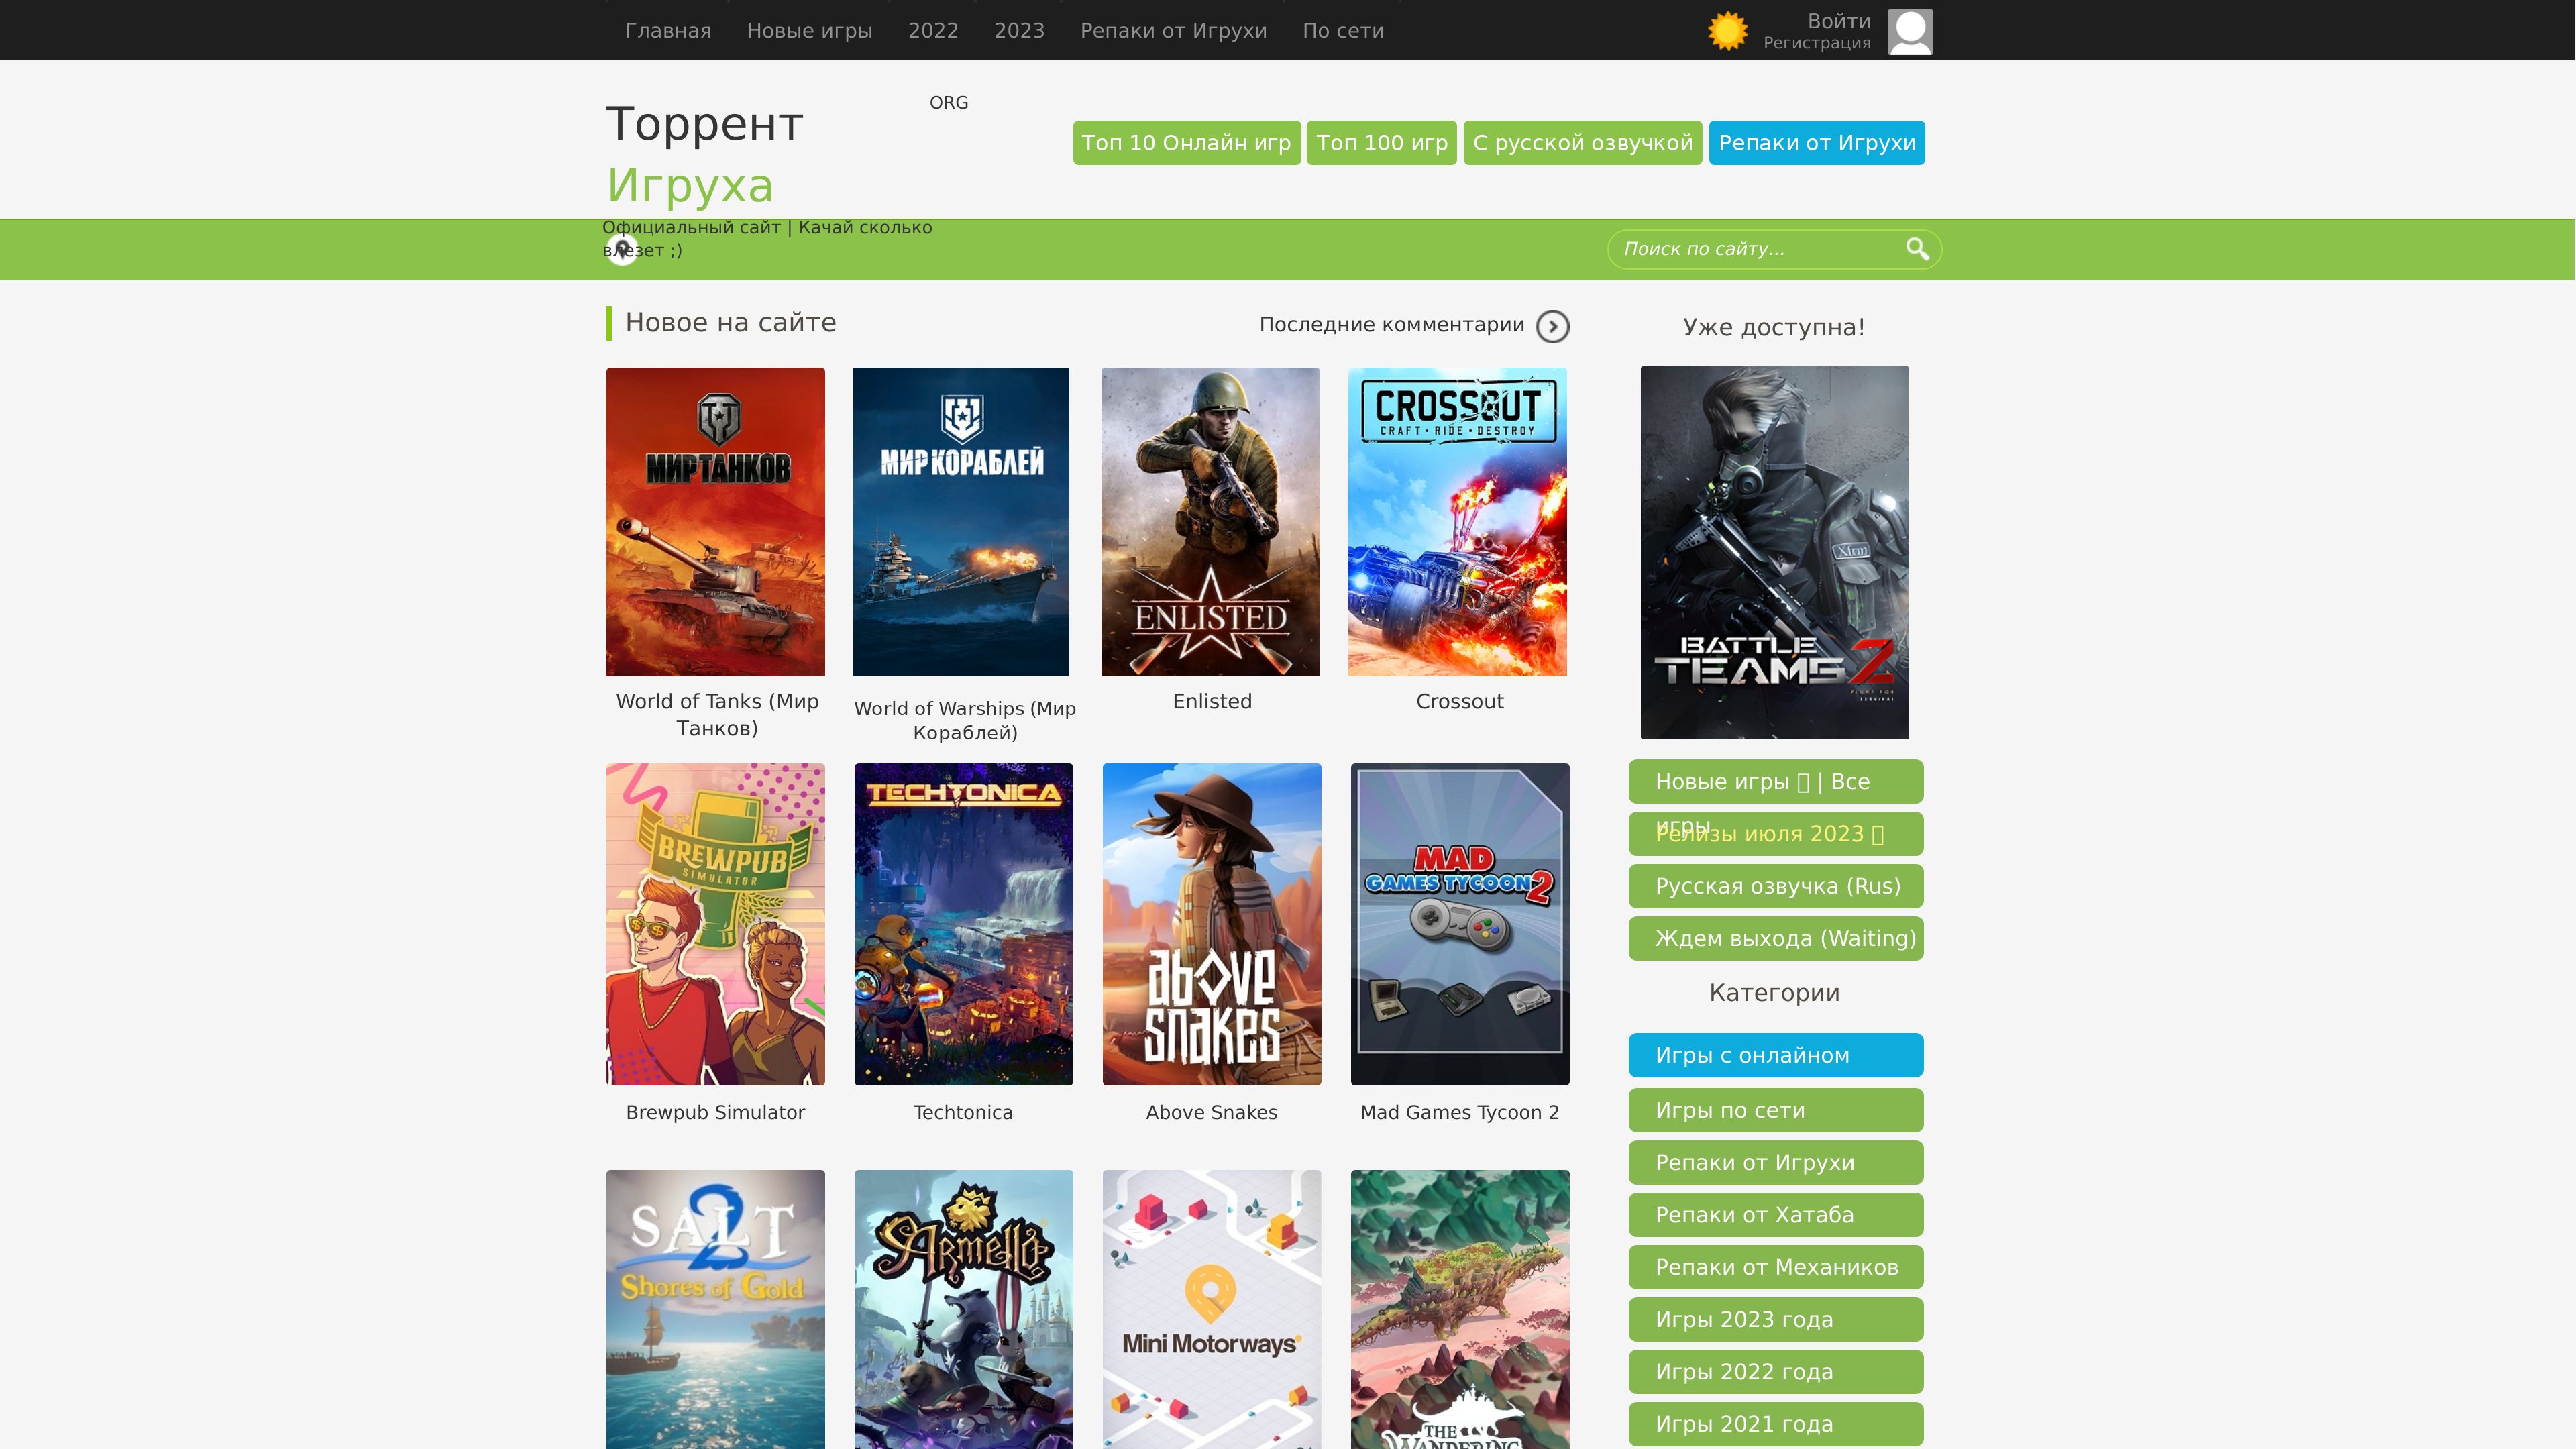 Главная
Новые игры
2022
2023
Репаки от Игрухи
По сети
Войти
Регистрация
Торрент
Игруха
ORG
Топ 10 Онлайн игр
Топ 100 игр
С русской озвучкой
Репаки от Игрухи
Официальный сайт | Качай сколько
влезет ;)
Поиск по сайту...
Новое на сайте
Последние комментарии
Уже доступна!
МИР ТАНКОВ
МИР КОРАБЛЕЙ
ENLISTED
CROSSOUT
CRAFT • RIDE • DESTROY
World of Tanks (Мир
Танков)
World of Warships (Мир
Кораблей)
Enlisted
Crossout
Xtrm
BATTLE
TEAMS 2
FIGHT FOR
SURVIVAL
BREWPUB
SIMULATOR
TECHTONICA
above
snakes
MAD
GAMES TYCOON 2
Brewpub Simulator
Techtonica
Above Snakes
Mad Games Tycoon 2
Новые игры | Все
игры
Релизы июля 2023
Русская озвучка (Rus)
Ждем выхода (Waiting)
Категории
Игры с онлайном
Игры по сети
Репаки от Игрухи
Репаки от Хатаба
Репаки от Механиков
Игры 2023 года
Игры 2022 года
Игры 2021 года
SALT
2
Shores of Gold
Armello
Mini Motorways
THE
WANDERING